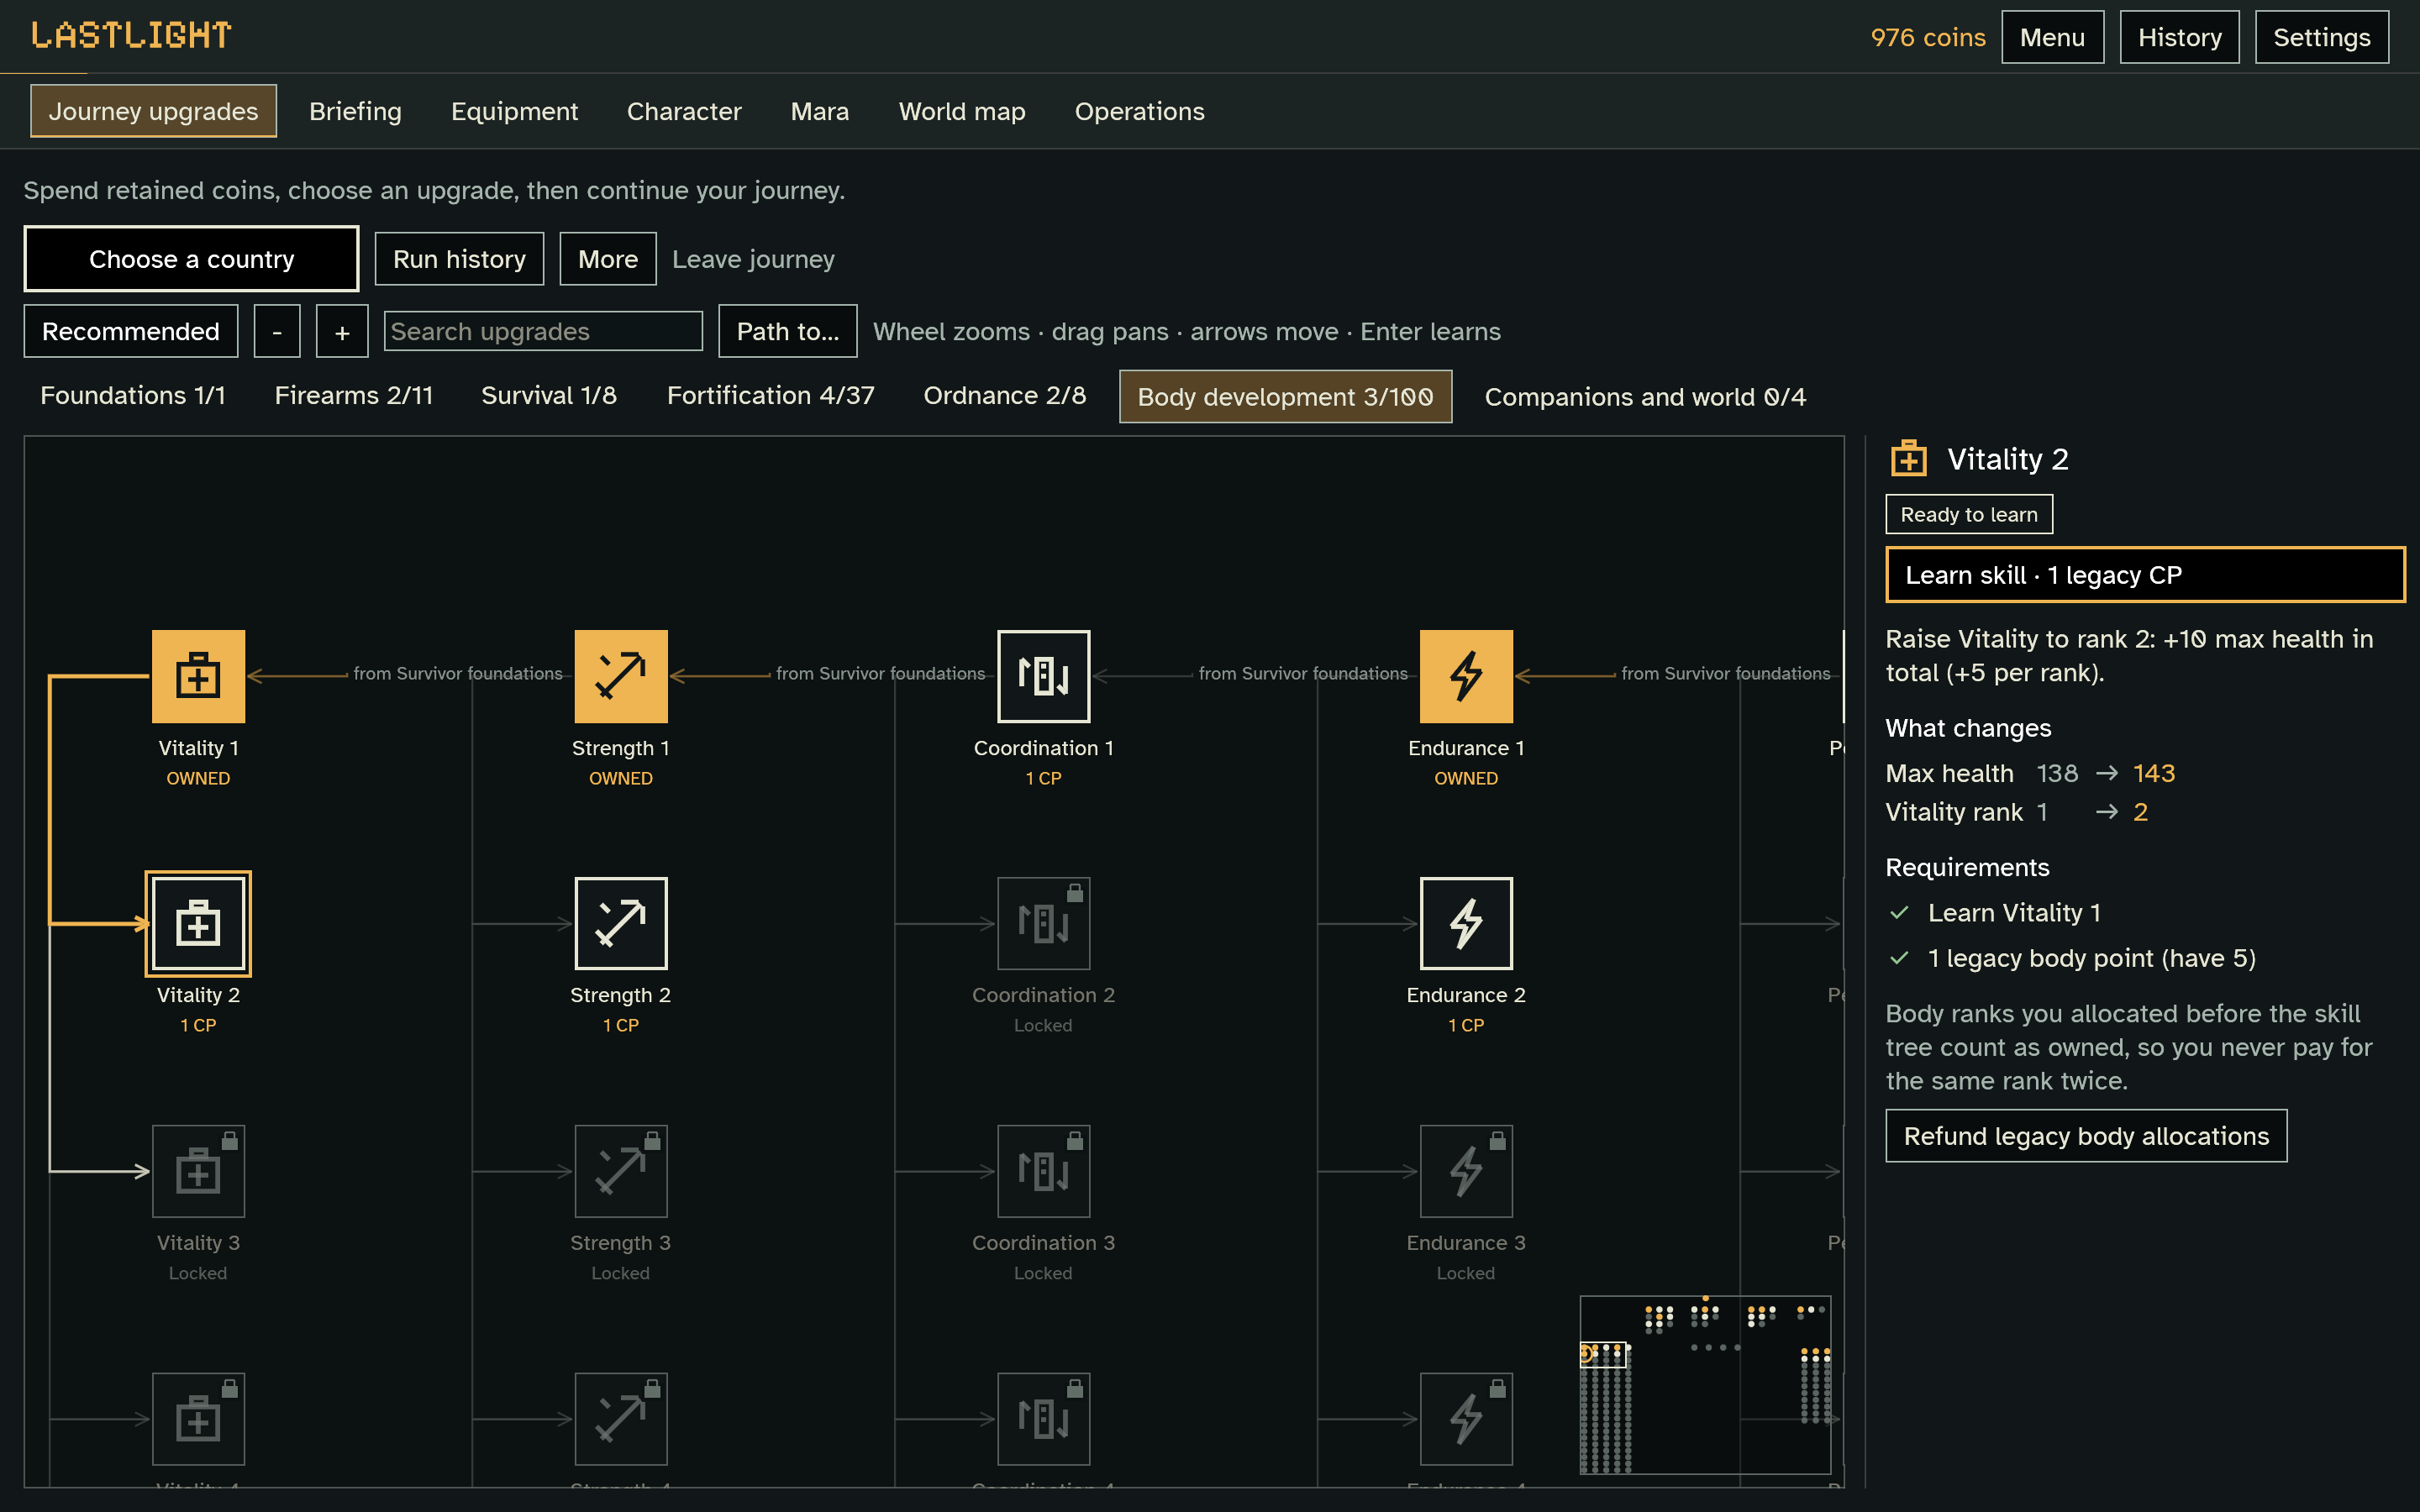 LASTLIGHT
976 coins
Menu
History
Settings
Journey upgrades
Briefing
Equipment
Character
Mara
World map
Operations
Spend retained coins, choose an upgrade, then continue your journey.
Choose a country
Run history
More
Leave journey
Recommended
-
+
Search upgrades
Path to...
Wheel zooms · drag pans · arrows move · Enter learns
Foundations 1/1
Firearms 2/11
Survival 1/8
Fortification 4/37
Ordnance 2/8
Body development 3/100
Companions and world 0/4
from Survivor foundations
from Survivor foundations
from Survivor foundations
from Survivor foundations
Vitality 1
OWNED
Strength 1
OWNED
Coordination 1
1 CP
Endurance 1
OWNED
Vitality 2
1 CP
Strength 2
1 CP
Coordination 2
Locked
Endurance 2
1 CP
Vitality 3
Locked
Strength 3
Locked
Coordination 3
Locked
Endurance 3
Locked
Vitality 2
Ready to learn
Learn skill · 1 legacy CP
Raise Vitality to rank 2: +10 max health in
total (+5 per rank).
What changes
Max health 138 → 143
Vitality rank 1 → 2
Requirements
Learn Vitality 1
1 legacy body point (have 5)
Body ranks you allocated before the skill
tree count as owned, so you never pay for
the same rank twice.
Refund legacy body allocations